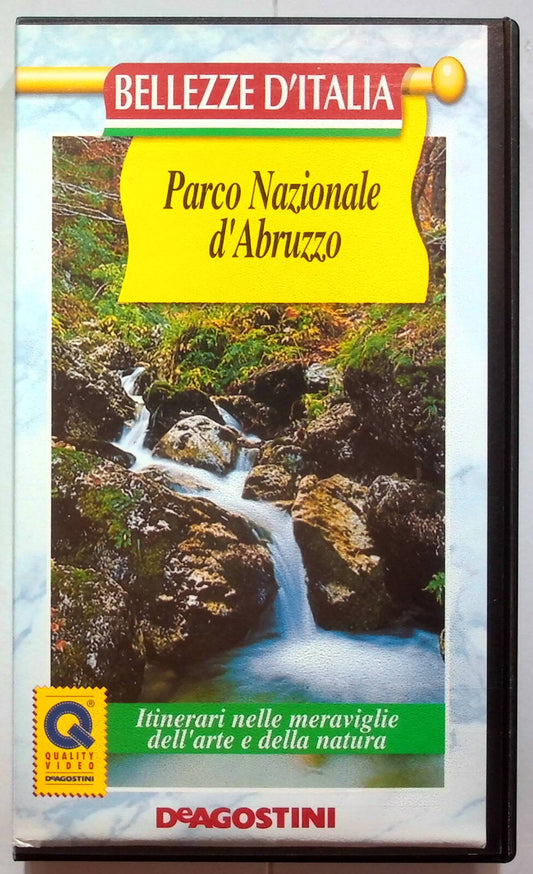 BELLEZZE D'ITALIA
Parco Nazionale
d'Abruzzo
Itinerari nelle meraviglie
dell'arte e della natura
Q®
QUALITY
VIDEO
DeAGOSTINI
DeAGOSTINI